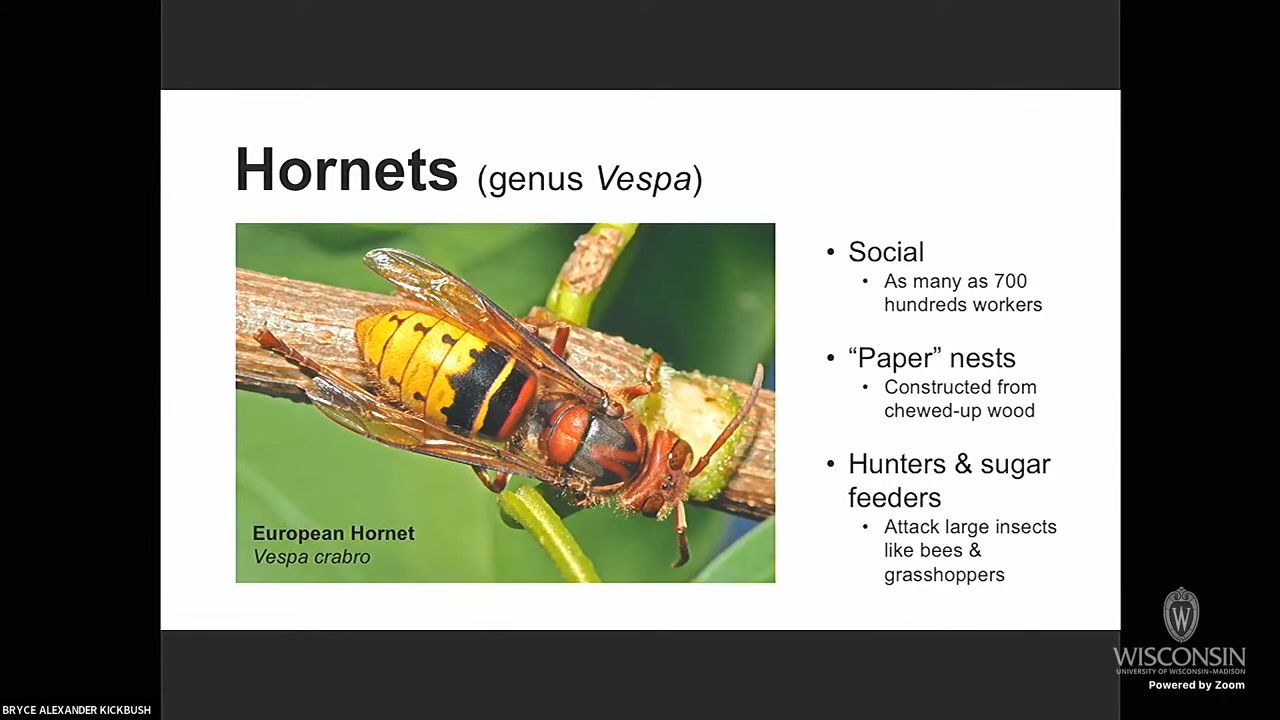 Hornets (genus Vespa)
• Social
• As many as 700
hundreds workers
• “Paper” nests
• Constructed from
chewed-up wood
• Hunters & sugar
feeders
• Attack large insects
like bees &
grasshoppers
European Hornet
Vespa crabro
W
WISCONSIN
UNIVERSITY OF WISCONSIN–MADISON
Powered by Zoom
BRYCE ALEXANDER KICKBUSH